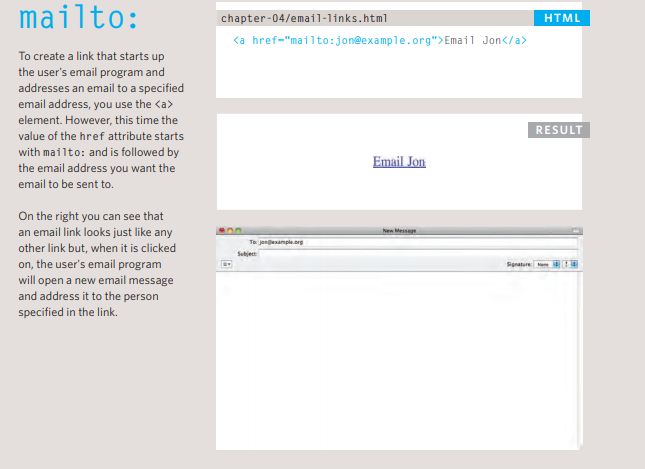 mailto:
To create a link that starts up
the user's email program and
addresses an email to a specified
email address, you use the <a>
element. However, this time the
value of the href attribute starts
with mailto: and is followed by
the email address you want the
email to be sent to.
On the right you can see that
an email link looks just like any
other link but, when it is clicked
on, the user's email program
will open a new email message
and address it to the person
specified in the link.
chapter-04/email-links.html
HTML
<a href="mailto:jon@example.org">Email Jon</a>
RESULT
Email Jon
New Message
To: jon@example.org
Subject:
Signature: None